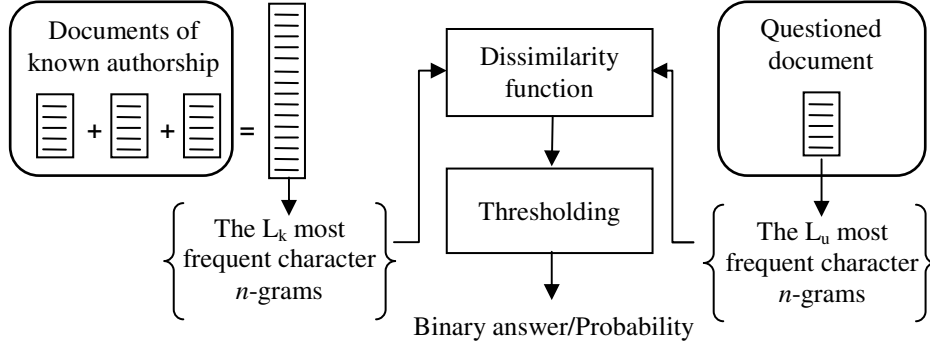 Documents of
known authorship
+ + =
Dissimilarity
function
Questioned
document
Thresholding
The Lk most
frequent character
n-grams
The Lu most
frequent character
n-grams
Binary answer/Probability